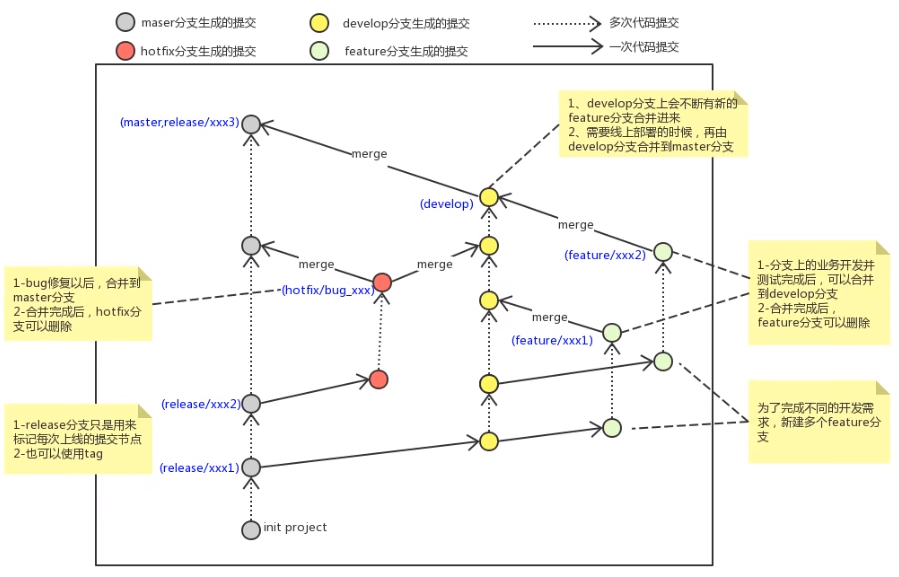 maser分支生成的提交
develop分支生成的提交
多次代码提交
hotfix分支生成的提交
feature分支生成的提交
一次代码提交
1、develop分支上会不断有新的
feature分支合并进来
2、需要线上部署的时候，再由
develop分支合并到master分支
(master,release/xxx3)
merge
(develop)
merge
(feature/xxx2)
merge
merge
1-分支上的业务开发并
测试完成后，可以合并
到develop分支
2-合并完成后，
feature分支可以删除
1-bug修复以后，合并到
master分支
2-合并完成后，hotfix分
支可以删除
(hotfix/bug_xxx)
merge
(feature/xxx1)
(release/xxx2)
为了完成不同的开发需
求，新建多个feature分
支
1-release分支只是用来
标记每次上线的提交节点
2-也可以使用tag
(release/xxx1)
init project